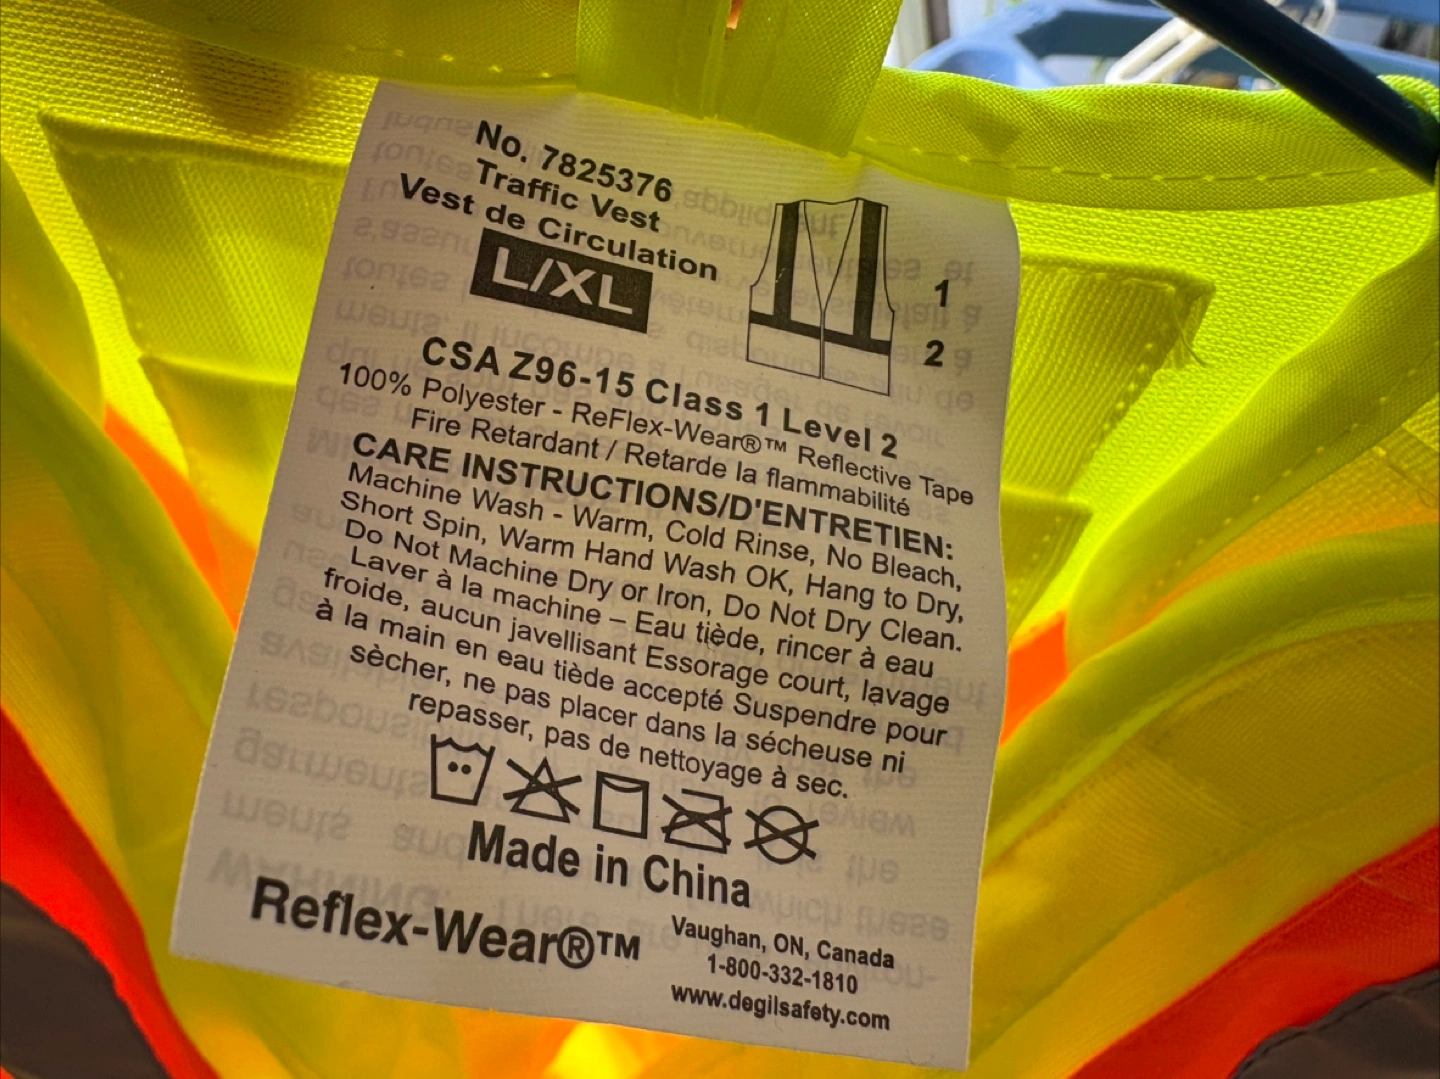 No. 7825376
Traffic Vest
Vest de Circulation
L/XL
1
2
CSA Z96-15 Class 1 Level 2
100% Polyester - ReFlex-Wear®™ Reflective Tape
Fire Retardant / Retarde la flammabilité
CARE INSTRUCTIONS/D'ENTRETIEN:
Machine Wash - Warm, Cold Rinse, No Bleach,
Short Spin, Warm Hand Wash OK, Hang to Dry,
Do Not Machine Dry or Iron, Do Not Dry Clean.
Laver à la machine – Eau tiède, rincer à eau
froide, aucun javellisant Essorage court, lavage
à la main en eau tiède accepté Suspendre pour
sècher, ne pas placer dans la sécheuse ni
repasser, pas de nettoyage à sec.
Made in China
Reflex-Wear®™
Vaughan, ON, Canada
1-800-332-1810
www.degilsafety.com